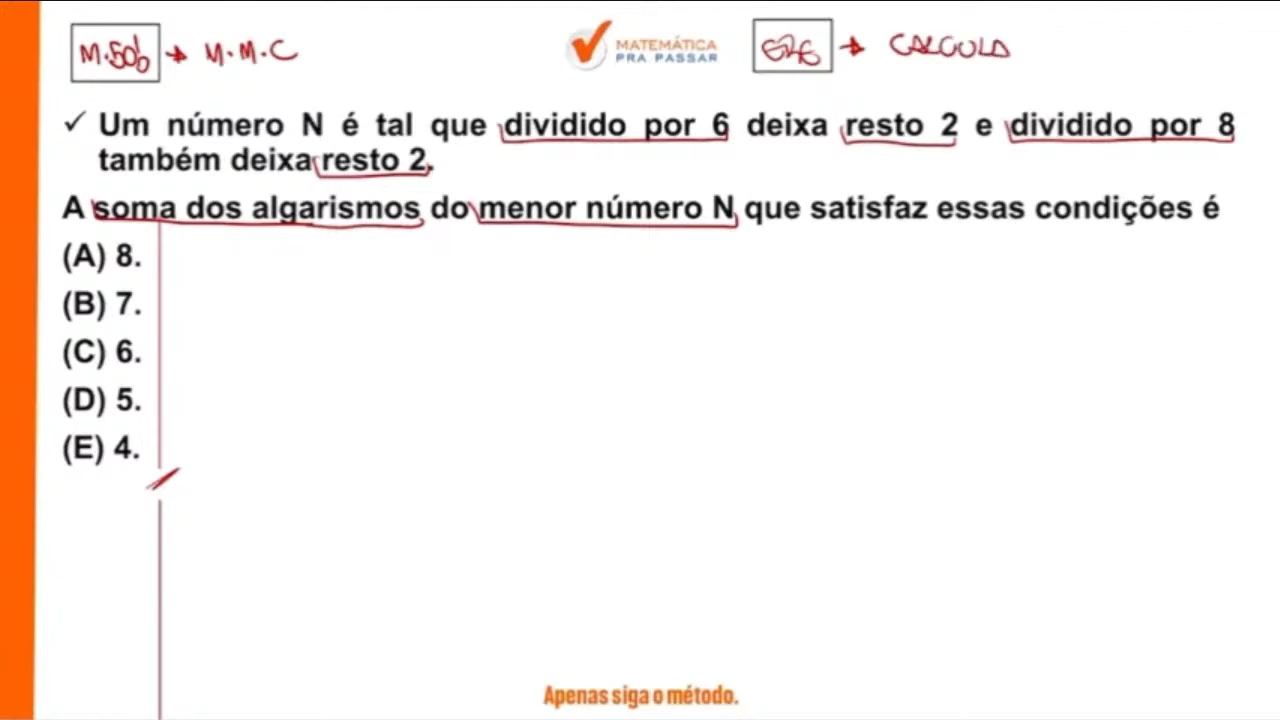 M.50% → M.M.C
MATEMÁTICA
PRA PASSAR
→ CALCULA
✓ Um número N é tal que dividido por 6 deixa resto 2 e dividido por 8
também deixa resto 2.
A soma dos algarismos do menor número N que satisfaz essas condições é
(A) 8.
(B) 7.
(C) 6.
(D) 5.
(E) 4.
Apenas siga o método.